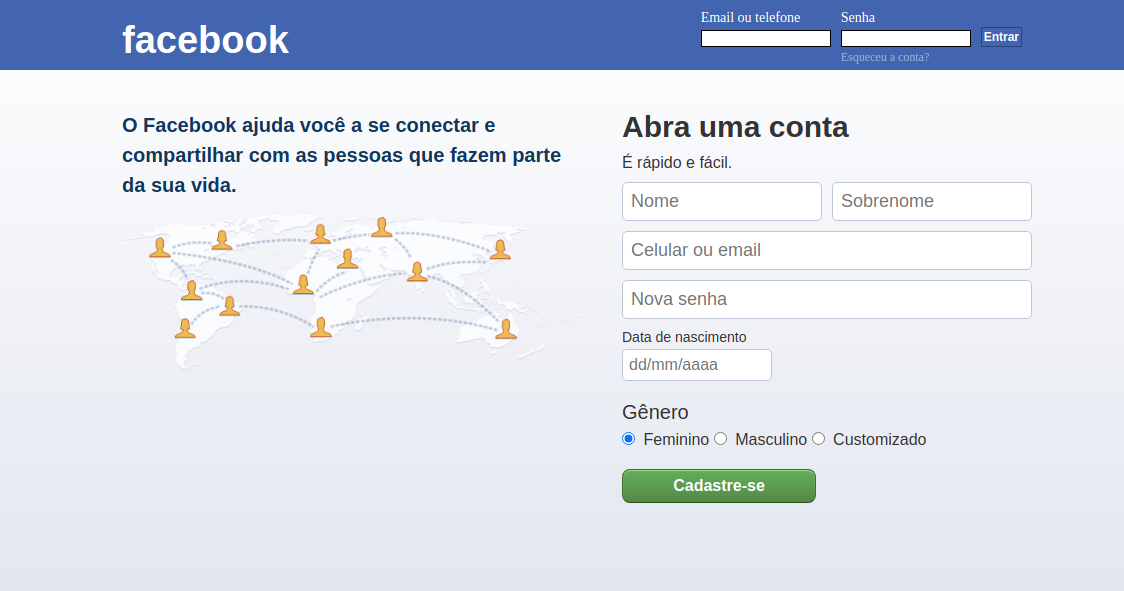 facebook
Email ou telefone
Senha
Entrar
Esqueceu a conta?
O Facebook ajuda você a se conectar e
compartilhar com as pessoas que fazem parte
da sua vida.
Abra uma conta
É rápido e fácil.
Nome
Sobrenome
Celular ou email
Nova senha
Data de nascimento
dd/mm/aaaa
Gênero
Feminino Masculino Customizado
Cadastre-se